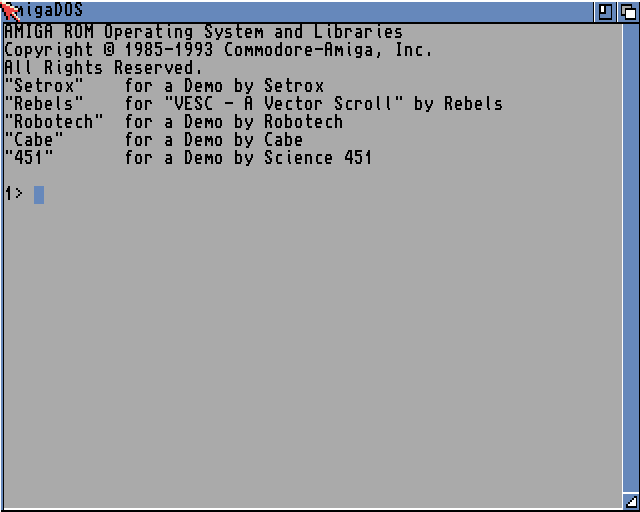 AmigaDOS
AMIGA ROM Operating System and Libraries
Copyright © 1985-1993 Commodore-Amiga, Inc.
All Rights Reserved.
"Setrox" for a Demo by Setrox
"Rebels" for "VESC - A Vector Scroll" by Rebels
"Robotech" for a Demo by Robotech
"Cabe" for a Demo by Cabe
"451" for a Demo by Science 451
1>